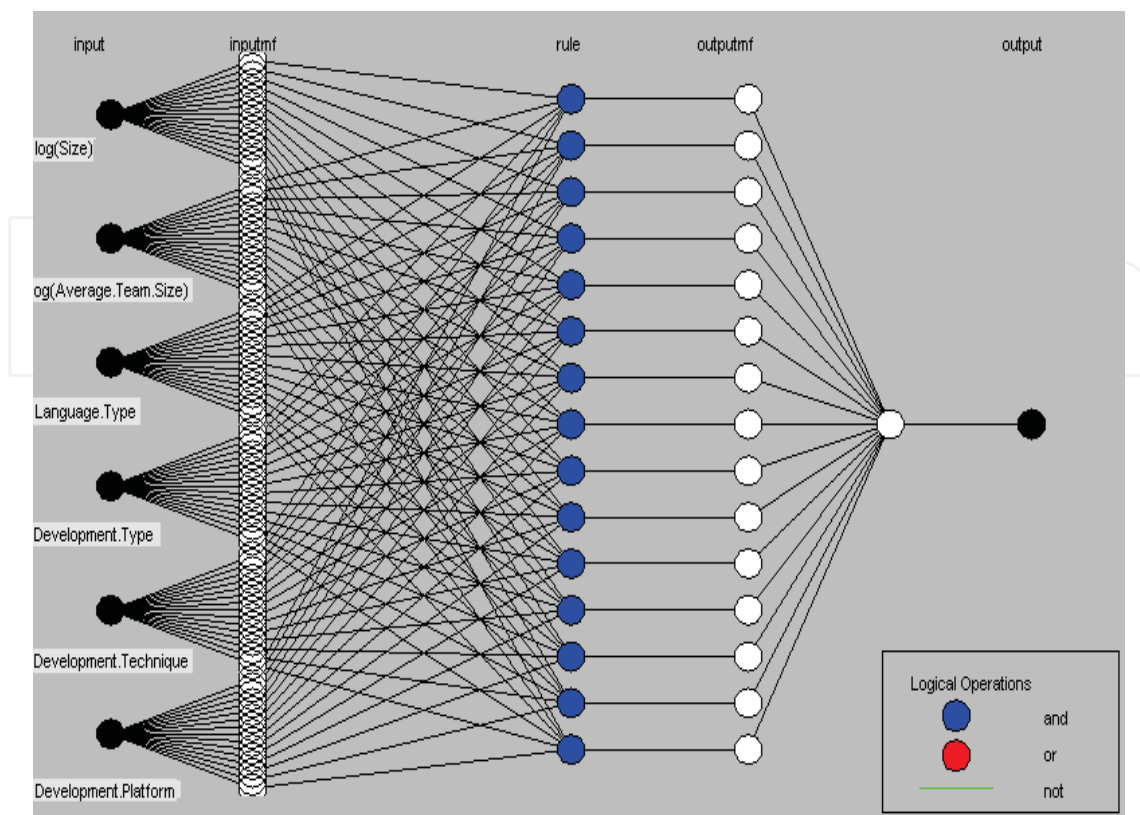 input
inputmf
rule
outputmf
output
log(Size)
og(Average.Team.Size)
Language.Type
Development.Type
Development.Technique
Development.Platform
Logical Operations
and
or
not